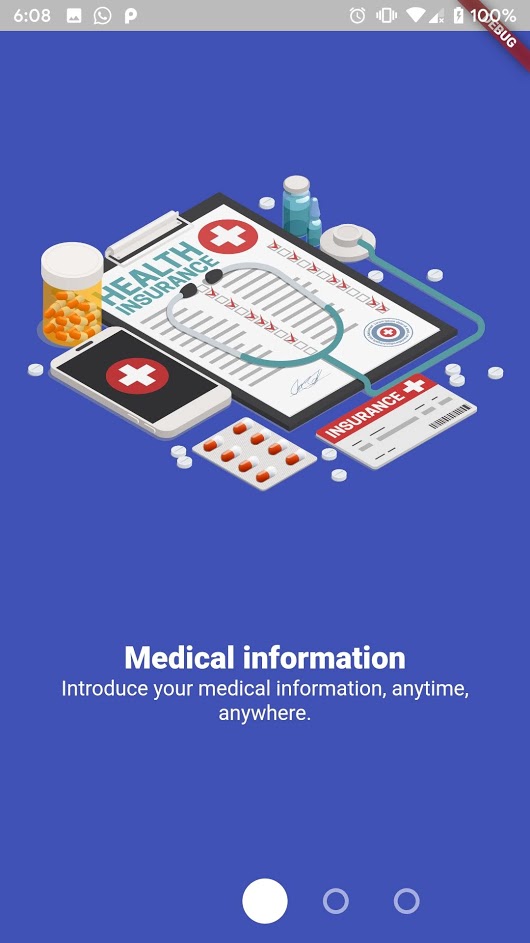 6:08
100%
DEBUG
HEALTH
INSURANCE
INSURANCE
Medical information
Introduce your medical information, anytime,
anywhere.